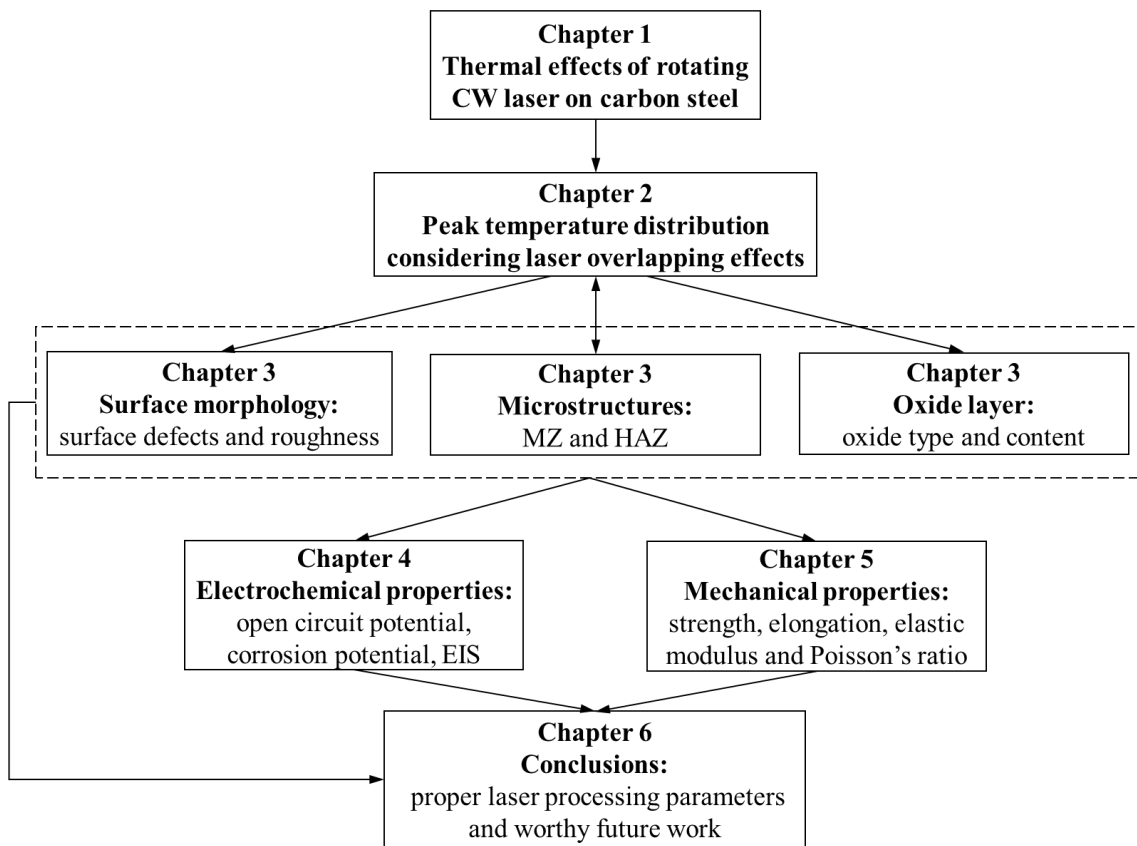 Chapter 1
Thermal effects of rotating
CW laser on carbon steel
Chapter 2
Peak temperature distribution
considering laser overlapping effects
Chapter 3
Surface morphology:
surface defects and roughness
Chapter 3
Microstructures:
MZ and HAZ
Chapter 3
Oxide layer:
oxide type and content
Chapter 4
Electrochemical properties:
open circuit potential,
corrosion potential, EIS
Chapter 5
Mechanical properties:
strength, elongation, elastic
modulus and Poisson’s ratio
Chapter 6
Conclusions:
proper laser processing parameters
and worthy future work